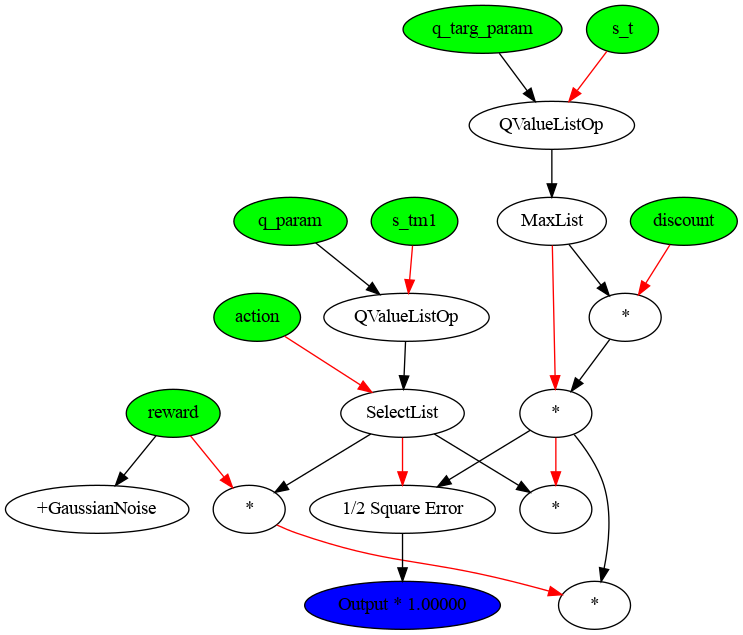 q_targ_param
s_t
QValueListOp
q_param
s_tm1
MaxList
discount
action
QValueListOp
*
reward
SelectList
*
+GaussianNoise
*
1/2 Square Error
*
Output * 1.00000
*